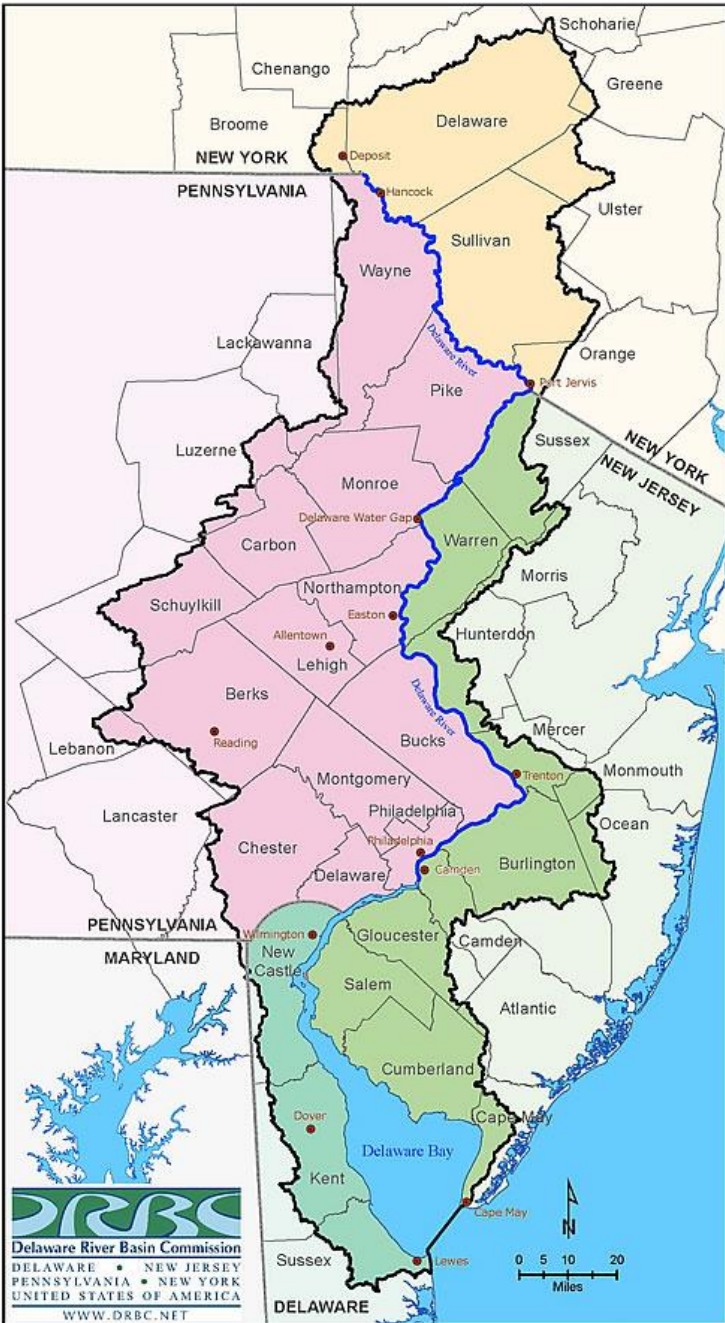 Schoharie
Chenango
Greene
Delaware
Broome
Deposit
NEW YORK
PENNSYLVANIA
Hancock
Ulster
Sullivan
Wayne
Delaware River
Lackawanna
Orange
Port Jervis
Pike
Sussex
NEW YORK
NEW JERSEY
Luzerne
Monroe
Delaware Water Gap
Warren
Carbon
Morris
Northampton
Schuylkill
Easton
Hunterdon
Allentown
Lehigh
Berks
Delaware River
Mercer
Reading
Bucks
Lebanon
Monmouth
Trenton
Montgomery
Lancaster
Philadelphia
Ocean
Philadelphia
Chester
Burlington
Camden
Delaware
PENNSYLVANIA
Wilmington
Gloucester
Camden
MARYLAND
New
Castle
Salem
Atlantic
Cumberland
Cape May
Dover
Delaware Bay
Kent
Cape May
N
DRBC
Delaware River Basin Commission
DELAWARE • NEW JERSEY
PENNSYLVANIA • NEW YORK
UNITED STATES OF AMERICA
WWW.DRBC.NET
Sussex
Lewes
DELAWARE
0 5 10 20
Miles